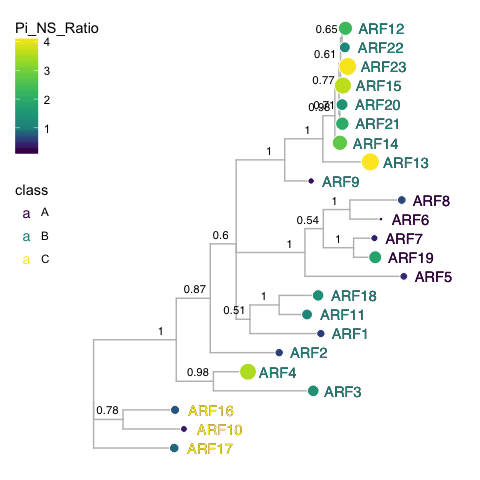 Pi_NS_Ratio
4
3
2
1
class
a A
a B
a C
0.65 ARF12
ARF22
0.61
ARF23
0.77 ARF15
0.71 ARF20
ARF21
1 ARF14
ARF13
1 ARF9
1 ARF8
0.54 ARF6
0.6 1 ARF7
1 ARF19
ARF5
0.87 1 ARF18
0.51 ARF11
1 ARF1
ARF2
0.98 ARF4
ARF3
0.78 ARF16
ARF10
ARF17